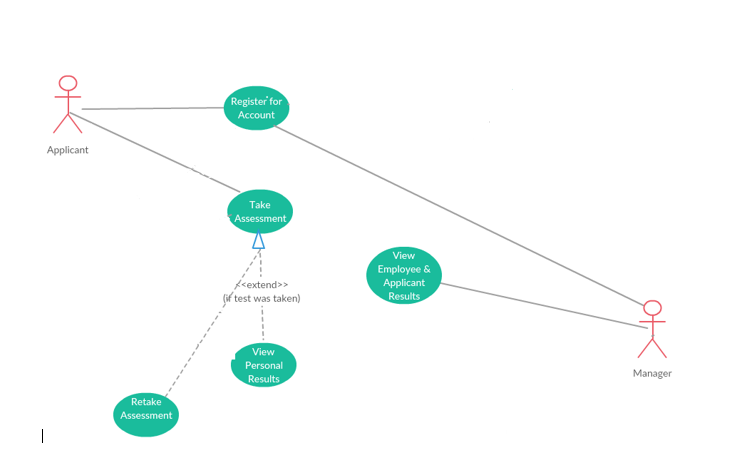 Register for
Account
Applicant
Take
Assessment
View
Employee &
Applicant
Results
<<extend>>
(if test was taken)
View
Personal
Results
Manager
Retake
Assessment